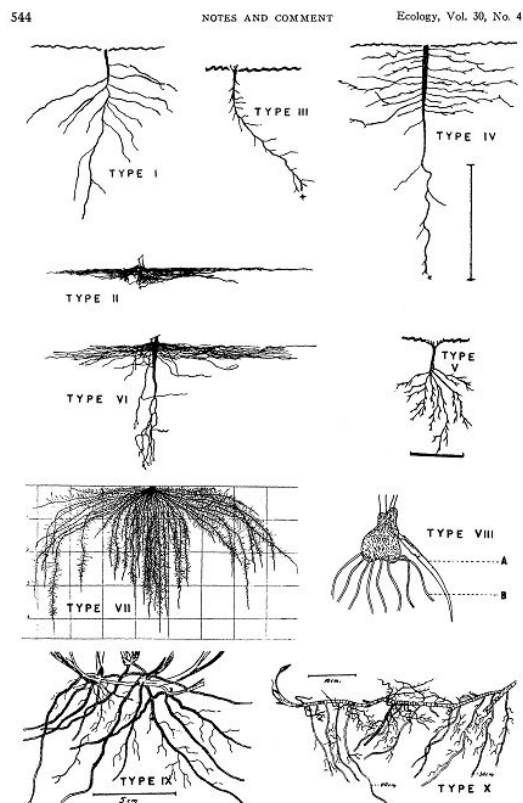 544 NOTES AND COMMENT Ecology, Vol. 30, No. 4
TYPE I
TYPE III
TYPE IV
TYPE II
TYPE V
TYPE VI
TYPE VII
TYPE VIII
A
B
TYPE IX
5 cm
TYPE X